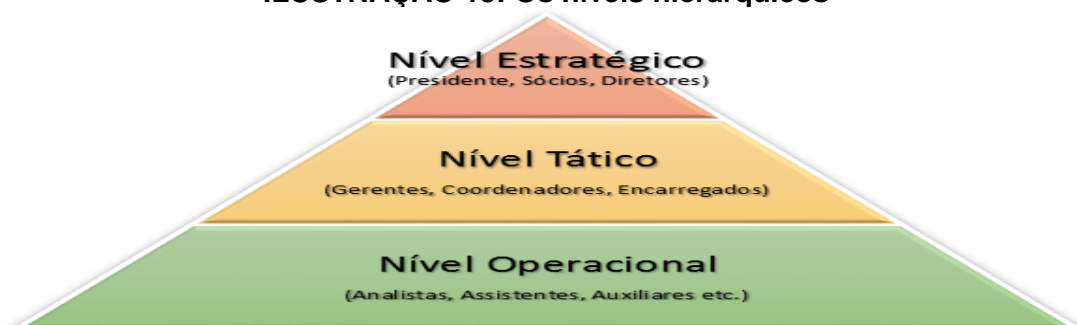 Os níveis hierárquicos
Nível Estratégico
(Presidente, Sócios, Diretores)
Nível Tático
(Gerentes, Coordenadores, Encarregados)
Nível Operacional
(Analistas, Assistentes, Auxiliares etc.)